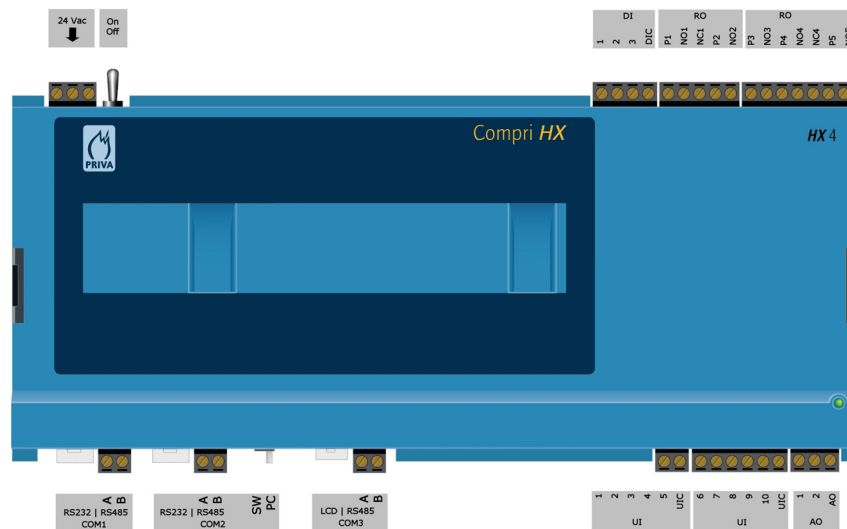 24 Vac
On
Off
DI
1 2 3 DIC
RO
P1 NO1 NC1 P2 NO2
RO
P3 NO3 P4 NO4 NC4 P5
PRIVA
Compri HX
HX 4
A B
RS232 | RS485
COM1
A B
RS232 | RS485
COM2
SW
PC
A B
LCD | RS485
COM3
1 2 3 4 5 UIC
UI
6 7 8 9 10 UIC
UI
1 2 AO
AO